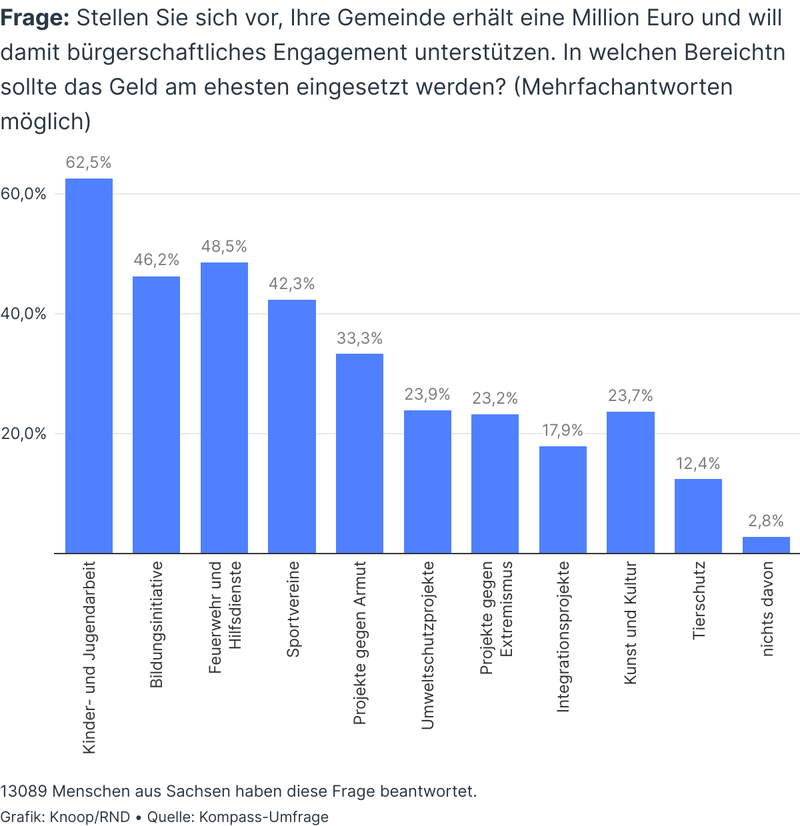 Frage: Stellen Sie sich vor, Ihre Gemeinde erhält eine Million Euro und will
damit bürgerschaftliches Engagement unterstützen. In welchen Bereichtn
sollte das Geld am ehesten eingesetzt werden? (Mehrfachantworten
möglich)
62,5%
60,0%
48,5%
46,2%
42,3%
40,0%
33,3%
23,9%
23,2%
23,7%
20,0%
17,9%
12,4%
2,8%
Kinder- und Jugendarbeit
Bildungsinitiative
Feuerwehr und
Hilfsdienste
Sportvereine
Projekte gegen Armut
Umweltschutzprojekte
Projekte gegen
Extremismus
Integrationsprojekte
Kunst und Kultur
Tierschutz
nichts davon
13089 Menschen aus Sachsen haben diese Frage beantwortet.
Grafik: Knoop/RND • Quelle: Kompass-Umfrage